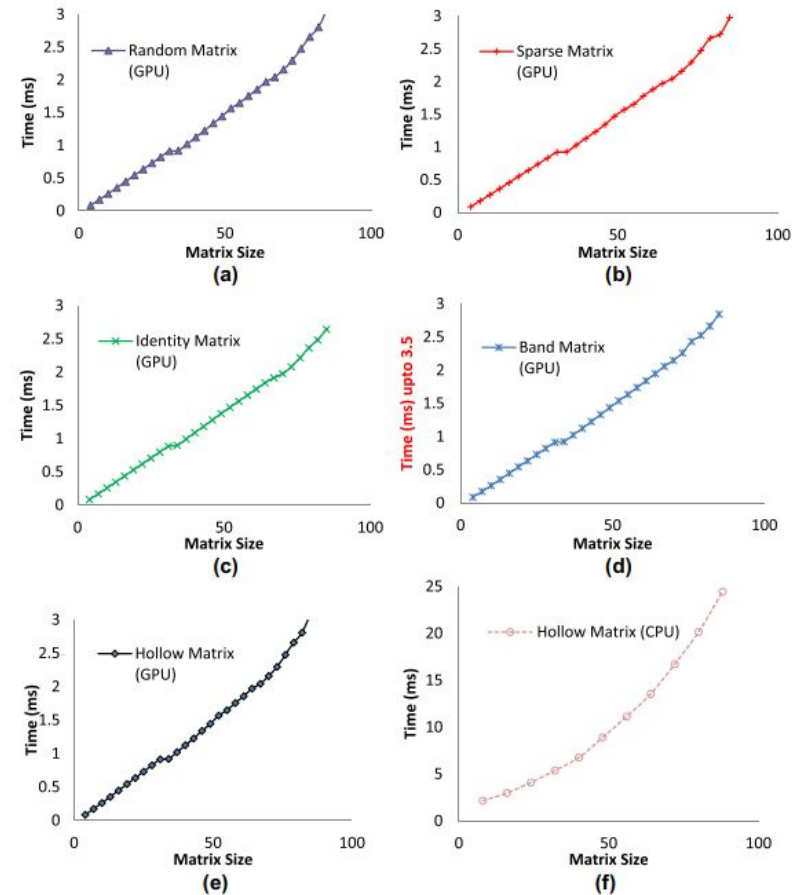 3
2.5
2
1.5
1
0.5
0
Time (ms)
Random Matrix
(GPU)
0
50
100
Matrix Size
(a)
3
2.5
2
1.5
1
0.5
0
Time (ms)
Sparse Matrix
(GPU)
0
50
100
Matrix Size
(b)
3
2.5
2
1.5
1
0.5
0
Time (ms)
Identity Matrix
(GPU)
0
50
100
Matrix Size
(c)
3
2.5
2
1.5
1
0.5
0
Time (ms) upto 3.5
Band Matrix
(GPU)
0
50
100
Matrix Size
(d)
3
2.5
2
1.5
1
0.5
0
Time (ms)
Hollow Matrix
(GPU)
0
50
100
Matrix Size
(e)
25
20
15
10
5
0
Time (ms)
Hollow Matrix (CPU)
0
50
100
Matrix Size
(f)